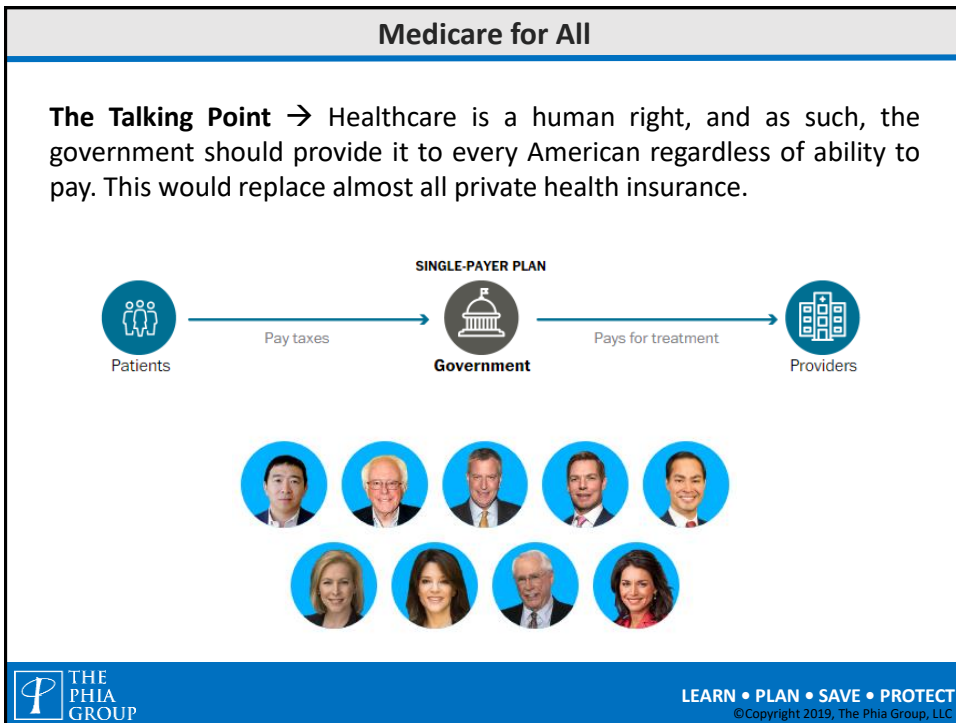 Medicare for All
The Talking Point → Healthcare is a human right, and as such, the
government should provide it to every American regardless of ability to
pay. This would replace almost all private health insurance.
SINGLE-PAYER PLAN
Pay taxes
Pays for treatment
Patients
Government
Providers
THE
PHIA
GROUP
LEARN • PLAN • SAVE • PROTECT
©Copyright 2019, The Phia Group, LLC